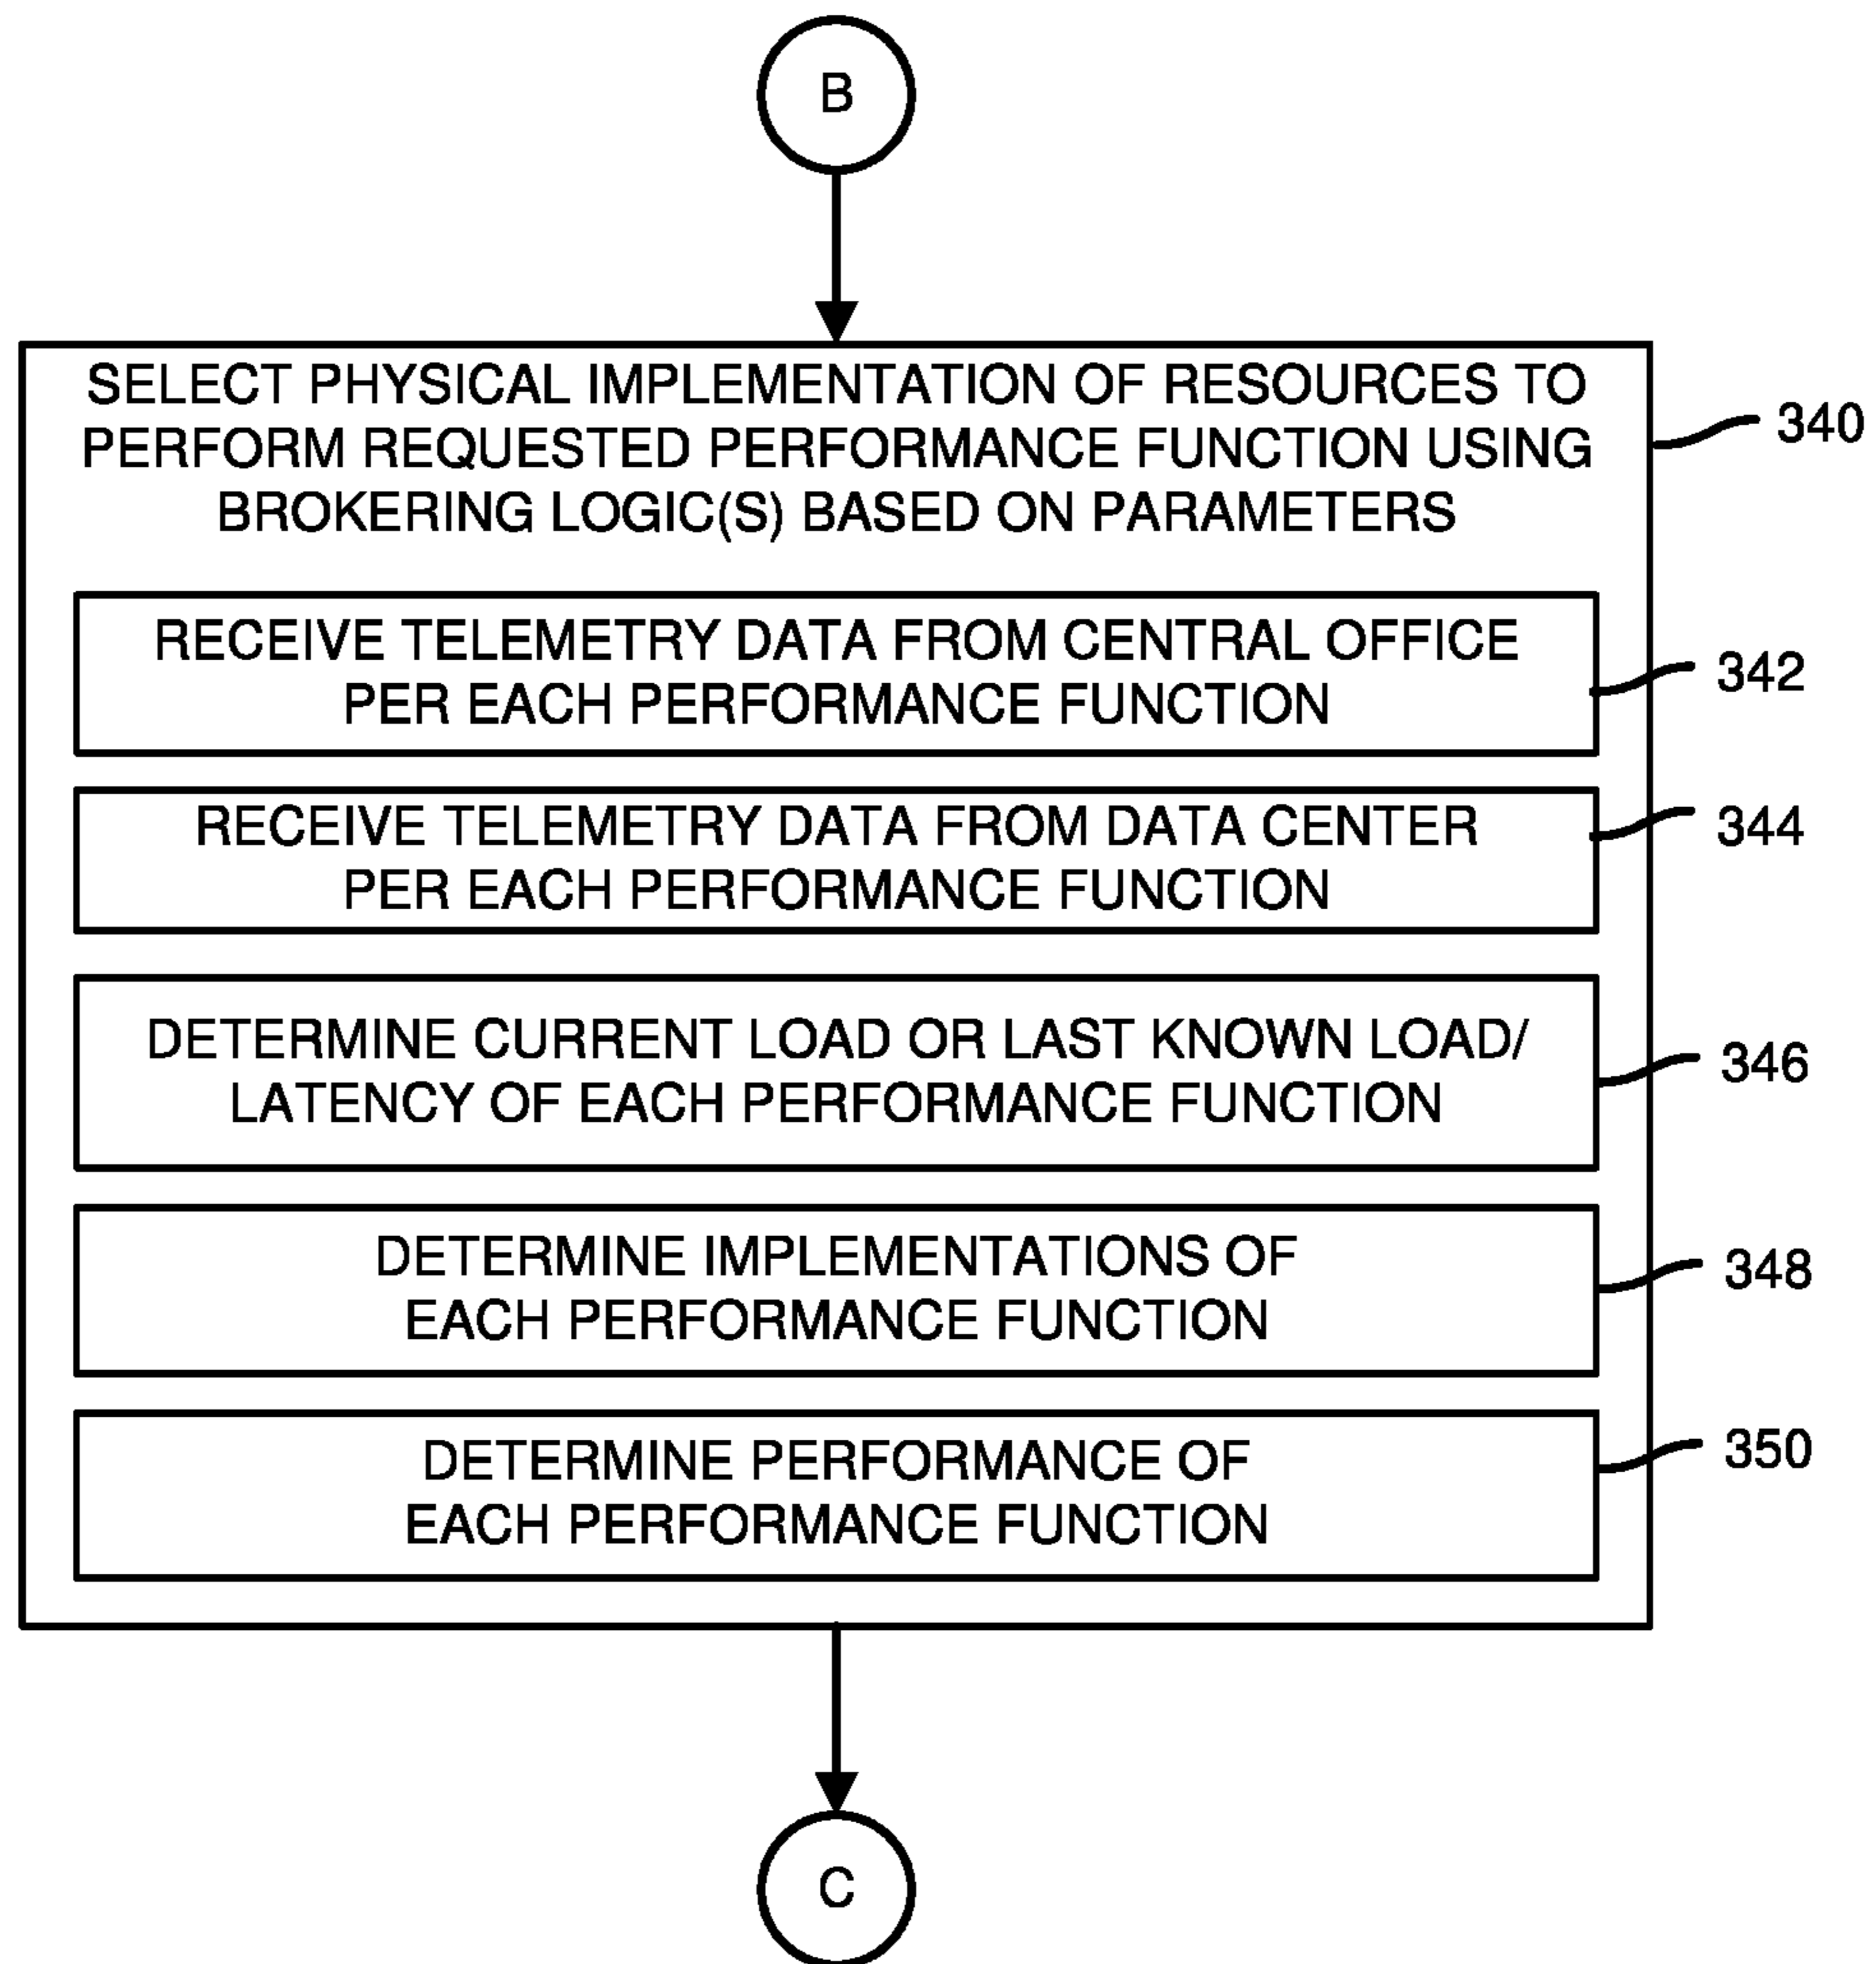 B
SELECT PHYSICAL IMPLEMENTATION OF RESOURCES TO
PERFORM REQUESTED PERFORMANCE FUNCTION USING
BROKERING LOGIC(S) BASED ON PARAMETERS
340
RECEIVE TELEMETRY DATA FROM CENTRAL OFFICE
PER EACH PERFORMANCE FUNCTION
342
RECEIVE TELEMETRY DATA FROM DATA CENTER
PER EACH PERFORMANCE FUNCTION
344
DETERMINE CURRENT LOAD OR LAST KNOWN LOAD/
LATENCY OF EACH PERFORMANCE FUNCTION
346
DETERMINE IMPLEMENTATIONS OF
EACH PERFORMANCE FUNCTION
348
DETERMINE PERFORMANCE OF
EACH PERFORMANCE FUNCTION
350
C